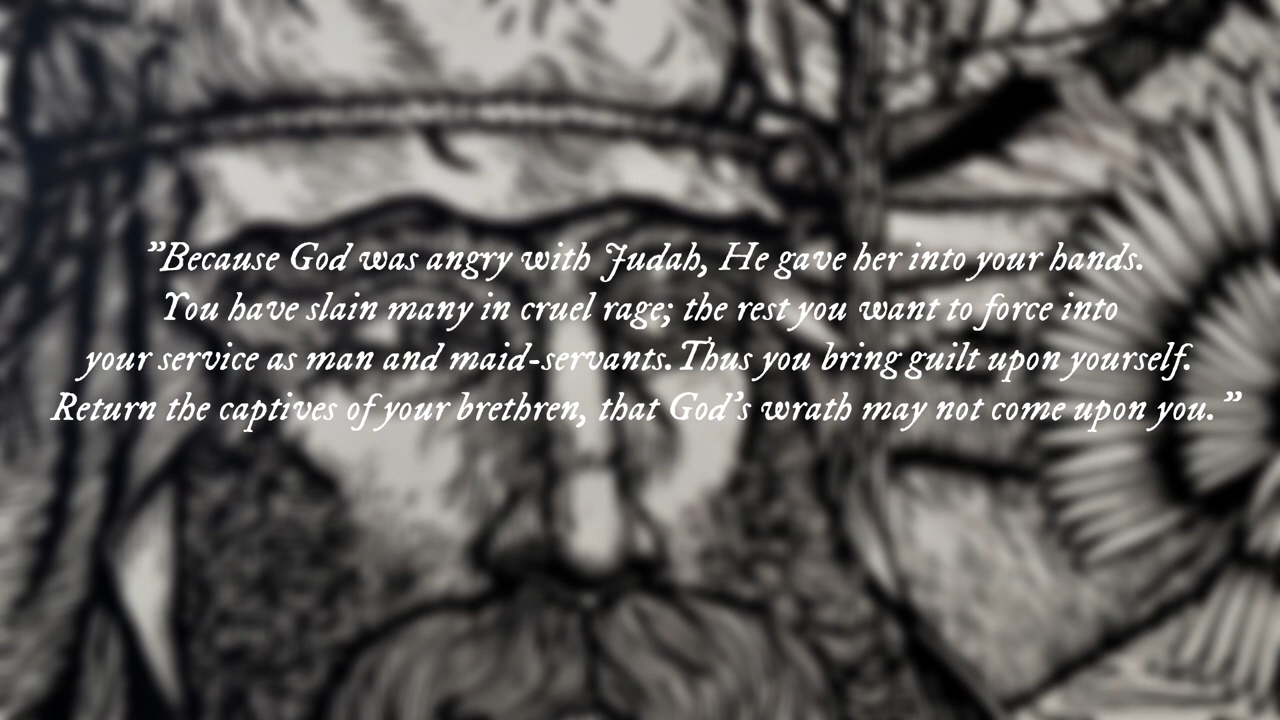 ”Because God was angry with Judah, He gave her into your hands.
You have slain many in cruel rage; the rest you want to force into
your service as man and maid-servants.Thus you bring guilt upon yourself.
Return the captives of your brethren, that God’s wrath may not come upon you.”